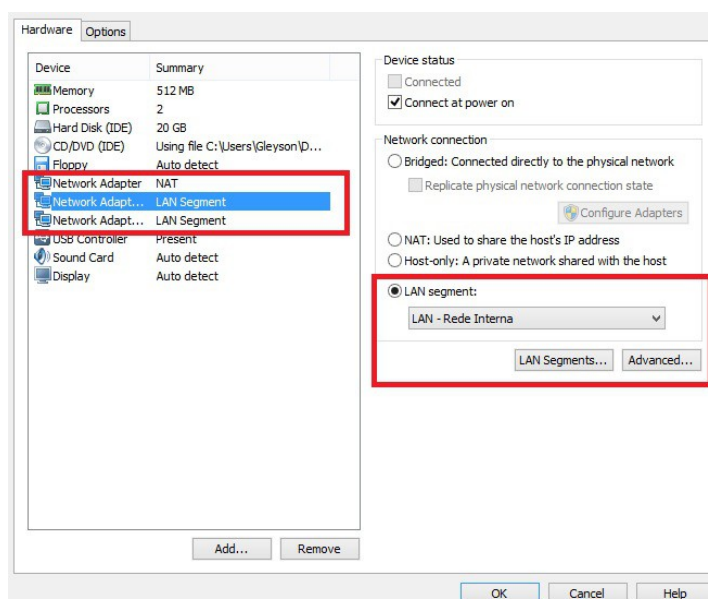 Hardware Options
Device Summary
Memory 512 MB
Processors 2
Hard Disk (IDE) 20 GB
CD/DVD (IDE) Using file C:\Users\Gleyson\D...
Floppy Auto detect
Network Adapter NAT
Network Adapt... LAN Segment
Network Adapt... LAN Segment
USB Controller Present
Sound Card Auto detect
Display Auto detect
Add... Remove
Device status
Connected
Connect at power on
Network connection
Bridged: Connected directly to the physical network
Replicate physical network connection state
Configure Adapters
NAT: Used to share the host's IP address
Host-only: A private network shared with the host
LAN segment:
LAN - Rede Interna
LAN Segments... Advanced...
OK Cancel Help